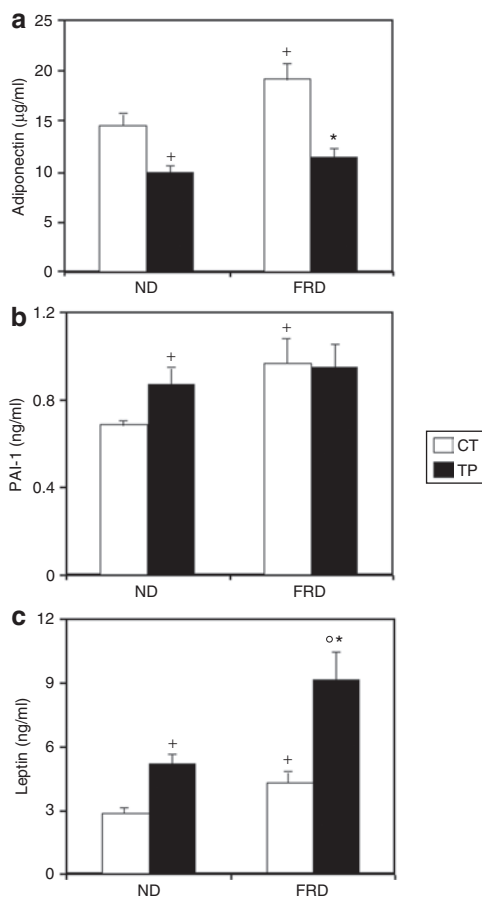 a
Adiponectin (μg/ml)
25
20
15
10
5
0
+
+
*
ND
FRD
b
PAI-1 (ng/ml)
1.2
0.8
0.4
0
+
+
ND
FRD
CT
TP
c
Leptin (ng/ml)
12
9
6
3
0
+
+
° *
ND
FRD